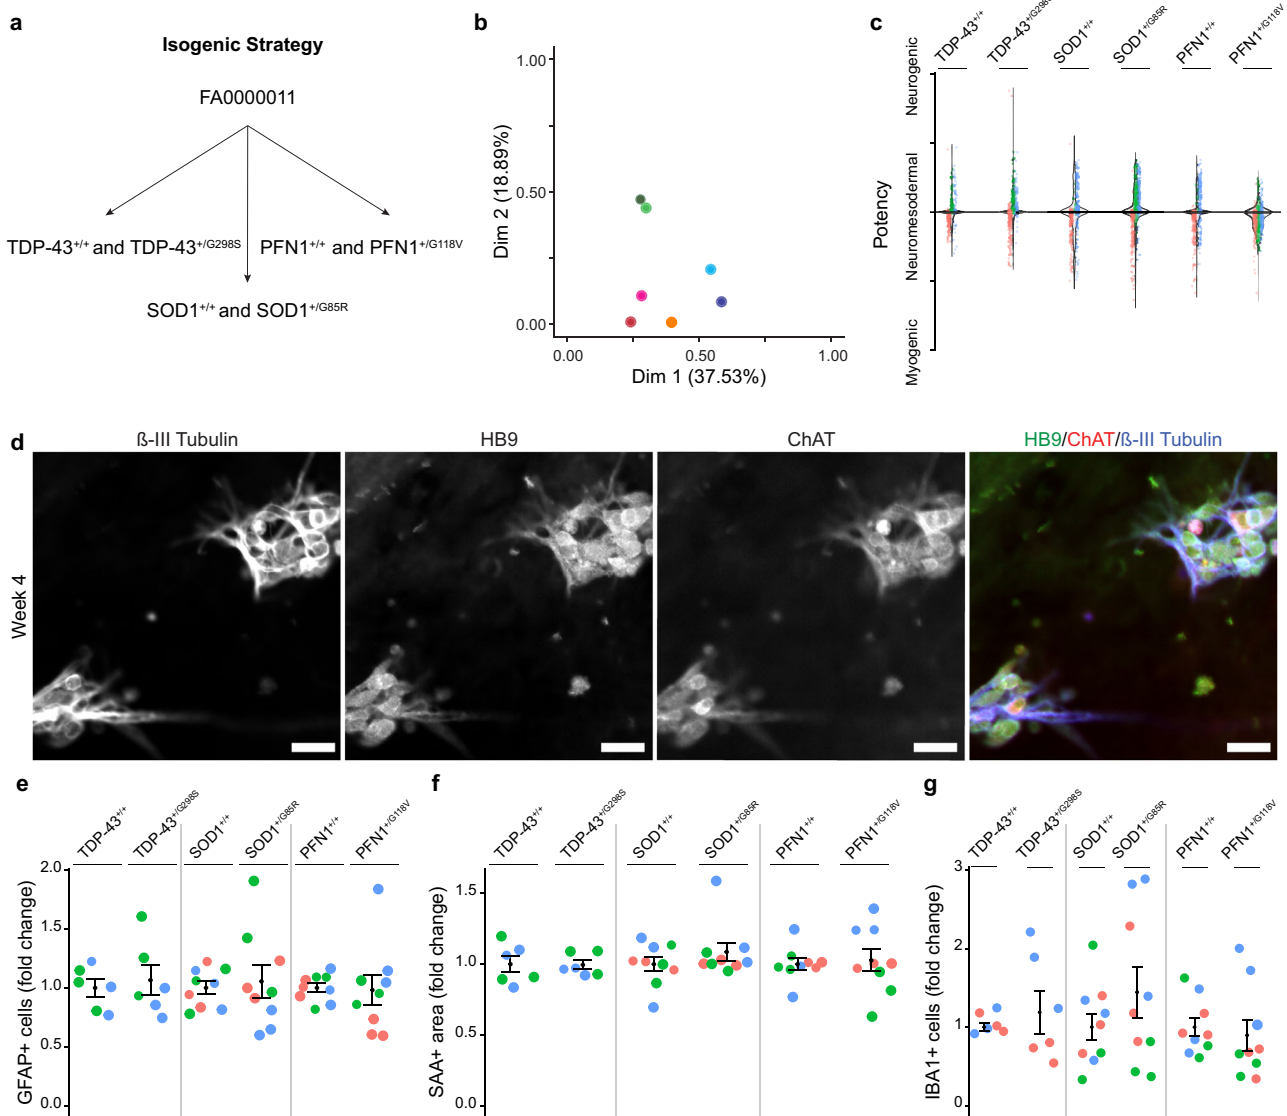 a
Isogenic Strategy
FA0000011
TDP-43+/+ and TDP-43+/G298S
PFN1+/+ and PFN1+/G118V
SOD1+/+ and SOD1+/G85R
b
Dim 2 (18.89%)
1.00
0.50
0.00
0.00 0.50 1.00
Dim 1 (37.53%)
c
TDP-43+/+
TDP-43+/G298S
SOD1+/+
SOD1+/G85R
PFN1+/+
PFN1+/G118V
Potency
Neurogenic
Neuromesodermal
Myogenic
d
ß-III Tubulin
HB9
ChAT
HB9/ChAT/ß-III Tubulin
Week 4
e
TDP-43+/+
TDP-43+/G298S
SOD1+/+
SOD1+/G85R
PFN1+/+
PFN1+/G118V
GFAP+ cells (fold change)
2.0
1.5
1.0
0.5
0.0
f
TDP-43+/+
TDP-43+/G298S
SOD1+/+
SOD1+/G85R
PFN1+/+
PFN1+/G118V
SAA+ area (fold change)
1.5
1.0
0.5
0.0
g
TDP-43+/+
TDP-43+/G298S
SOD1+/+
SOD1+/G85R
PFN1+/+
PFN1+/G118V
IBA1+ cells (fold change)
3
2
1
0